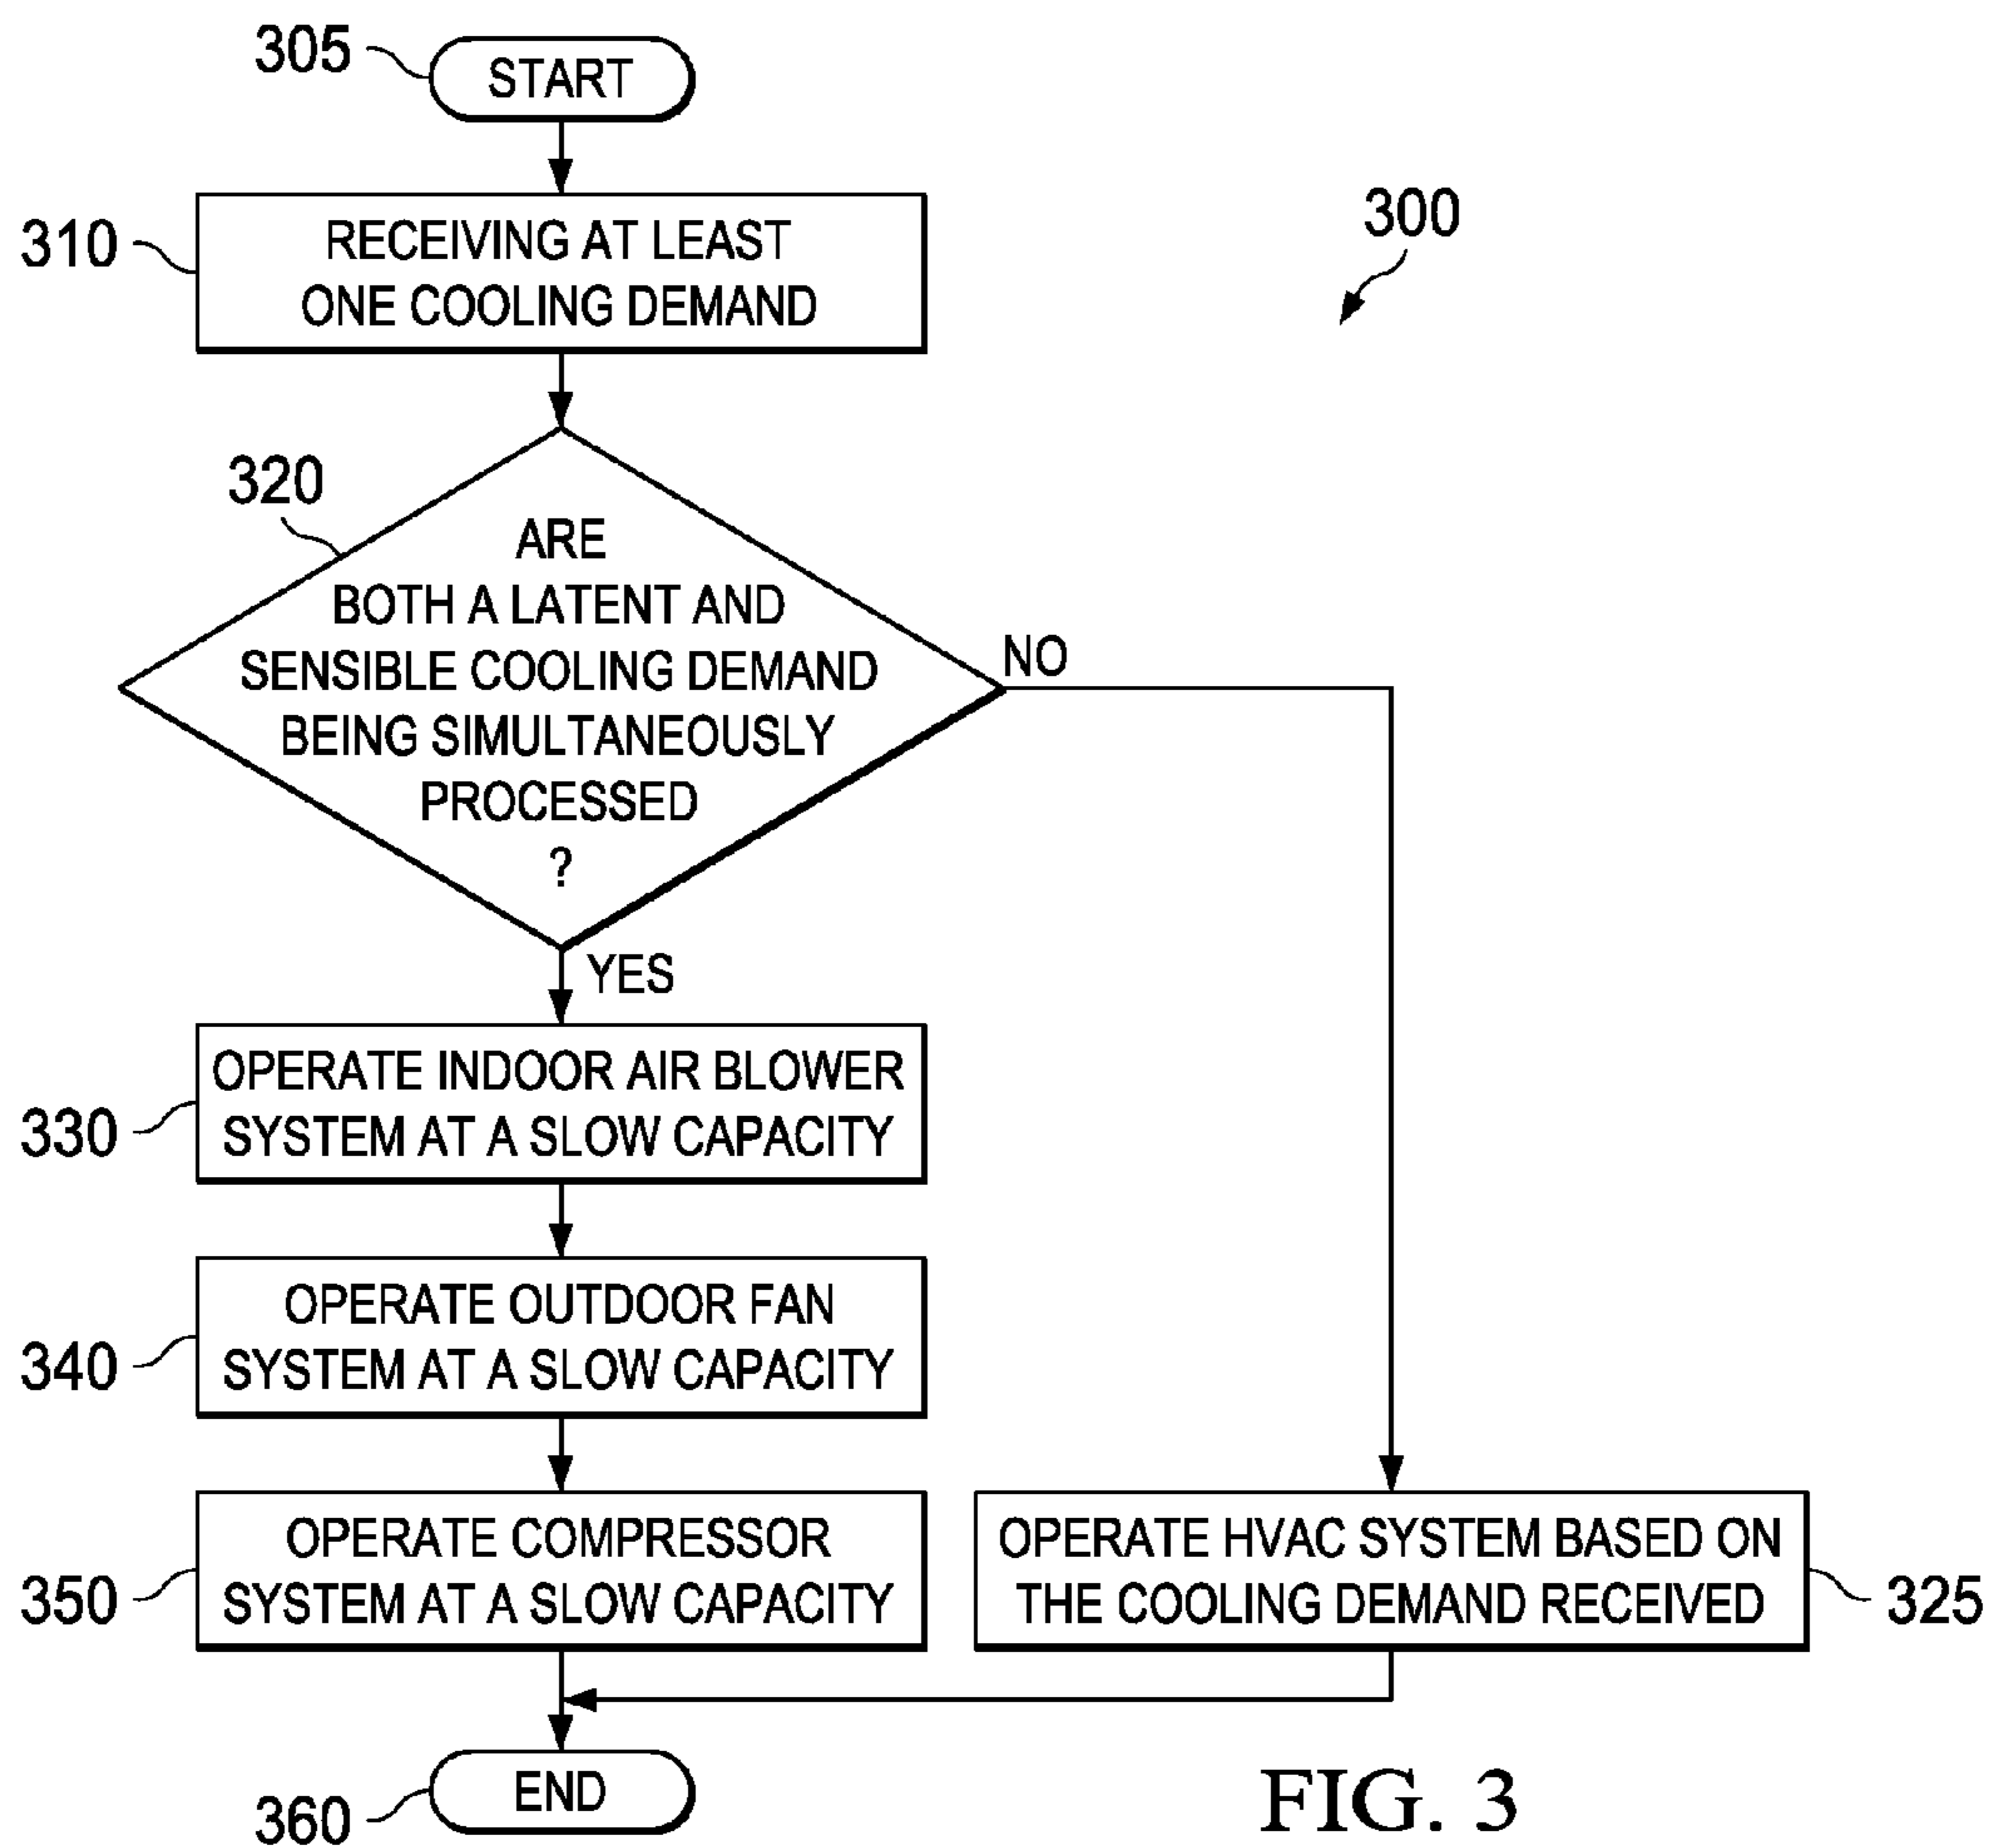 305
START
300
310
RECEIVING AT LEAST
ONE COOLING DEMAND
320
ARE
BOTH A LATENT AND
SENSIBLE COOLING DEMAND
BEING SIMULTANEOUSLY
PROCESSED
?
NO
YES
330
OPERATE INDOOR AIR BLOWER
SYSTEM AT A SLOW CAPACITY
340
OPERATE OUTDOOR FAN
SYSTEM AT A SLOW CAPACITY
350
OPERATE COMPRESSOR
SYSTEM AT A SLOW CAPACITY
OPERATE HVAC SYSTEM BASED ON
THE COOLING DEMAND RECEIVED
325
360
END
FIG. 3